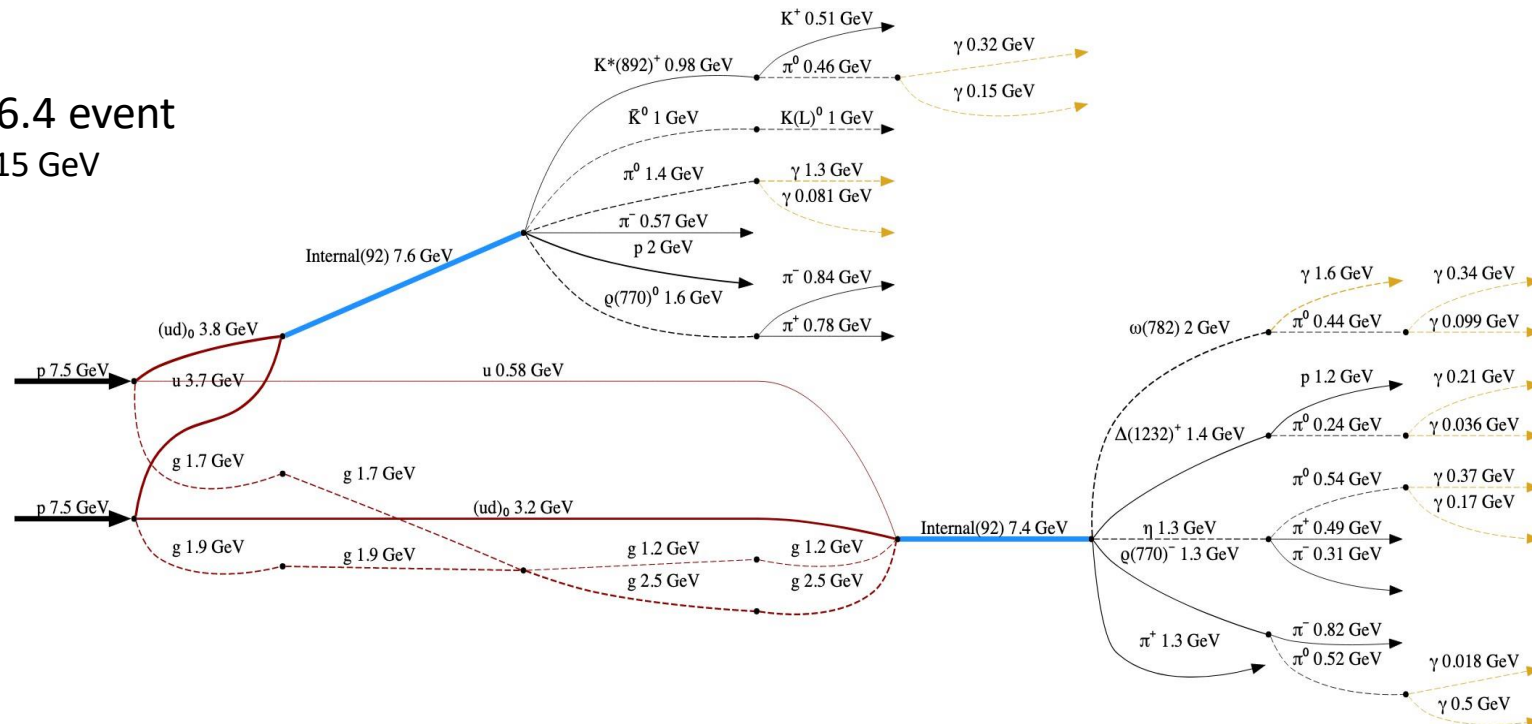 6.4 event
15 GeV
p 7.5 GeV
p 7.5 GeV
(ud)₀ 3.8 GeV
u 3.7 GeV
g 1.7 GeV
g 1.9 GeV
Internal(92) 7.6 GeV
g 1.7 GeV
g 1.9 GeV
u 0.58 GeV
(ud)₀ 3.2 GeV
g 1.2 GeV
g 2.5 GeV
g 1.2 GeV
g 2.5 GeV
K*(892)⁺ 0.98 GeV
K̄⁰ 1 GeV
π⁰ 1.4 GeV
π⁻ 0.57 GeV
p 2 GeV
ϱ(770)⁰ 1.6 GeV
K⁺ 0.51 GeV
π⁰ 0.46 GeV
K(L)⁰ 1 GeV
γ 1.3 GeV
γ 0.081 GeV
π⁻ 0.84 GeV
π⁺ 0.78 GeV
γ 0.32 GeV
γ 0.15 GeV
Internal(92) 7.4 GeV
ω(782) 2 GeV
Δ(1232)⁺ 1.4 GeV
η 1.3 GeV
ϱ(770)⁻ 1.3 GeV
π⁺ 1.3 GeV
γ 1.6 GeV
π⁰ 0.44 GeV
p 1.2 GeV
π⁰ 0.24 GeV
π⁰ 0.54 GeV
π⁺ 0.49 GeV
π⁻ 0.31 GeV
π⁻ 0.82 GeV
π⁰ 0.52 GeV
γ 0.34 GeV
γ 0.099 GeV
γ 0.21 GeV
γ 0.036 GeV
γ 0.37 GeV
γ 0.17 GeV
γ 0.018 GeV
γ 0.5 GeV